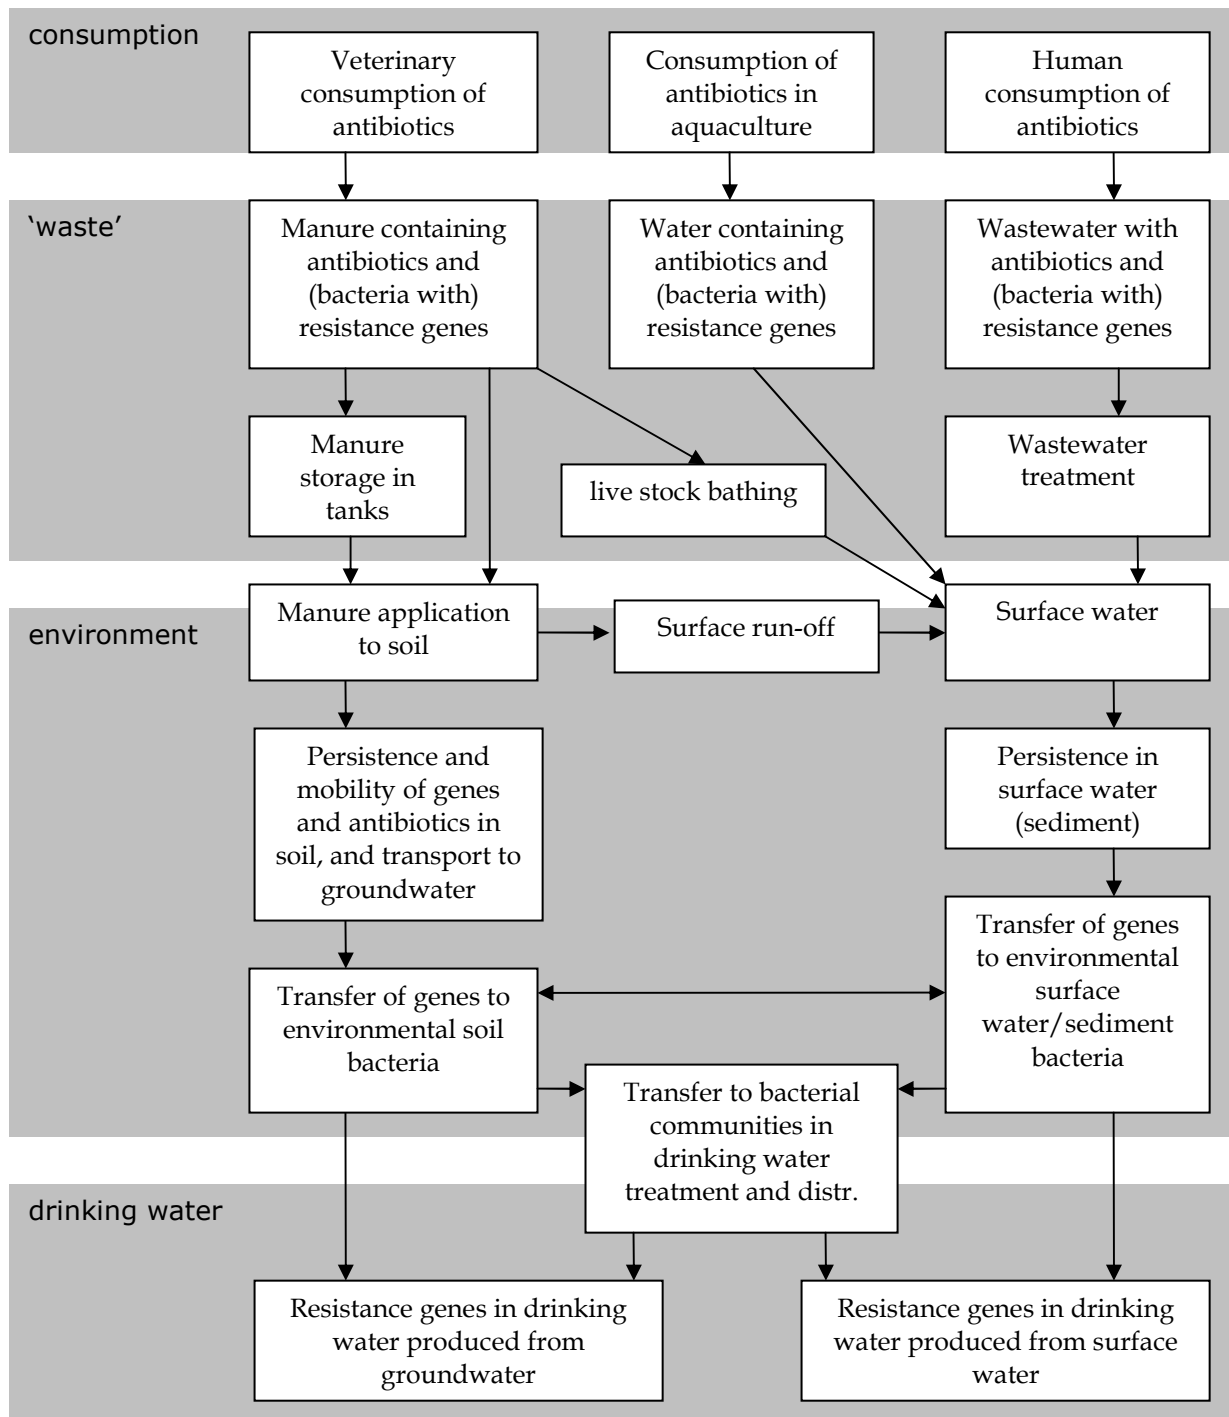 consumption
Veterinary
consumption of
antibiotics
Consumption of
antibiotics in
aquaculture
Human
consumption of
antibiotics
‘waste’
Manure containing
antibiotics and
(bacteria with)
resistance genes
Water containing
antibiotics and
(bacteria with)
resistance genes
Wastewater with
antibiotics and
(bacteria with)
resistance genes
Manure
storage in
tanks
live stock bathing
Wastewater
treatment
environment
Manure application
to soil
Surface run-off
Surface water
Persistence and
mobility of genes
and antibiotics in
soil, and transport to
groundwater
Persistence in
surface water
(sediment)
Transfer of genes to
environmental soil
bacteria
Transfer of genes
to environmental
surface
water/sediment
bacteria
Transfer to bacterial
communities in
drinking water
treatment and distr.
drinking water
Resistance genes in drinking
water produced from
groundwater
Resistance genes in drinking
water produced from surface
water